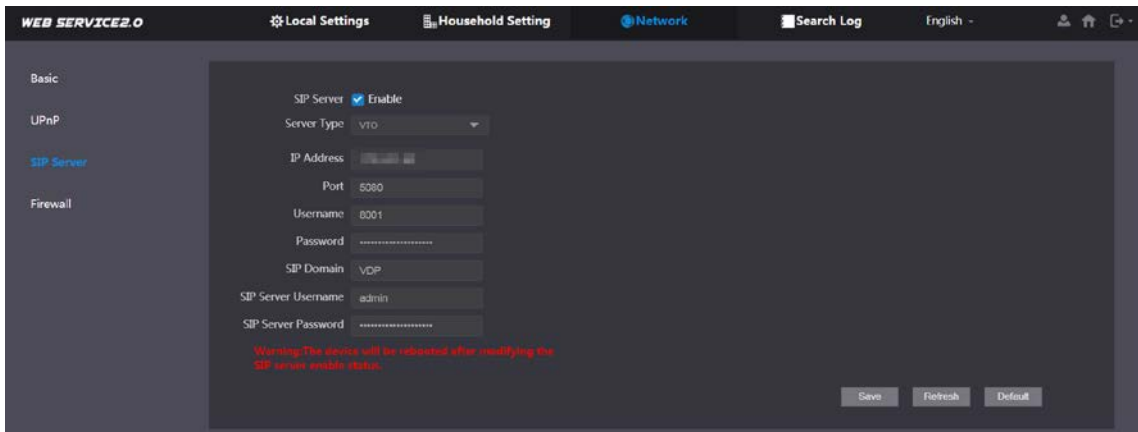 WEB SERVICE2.0 Local Settings Household Setting Network Search Log English
Basic
UPnP
SIP Server
Firewall
SIP Server Enable
Server Type VTO
IP Address
Port 5080
Username 8001
Password ••••••••••••••••••••
SIP Domain VDP
SIP Server Username admin
SIP Server Password ••••••••••••••••••••
Warning:The device will be rebooted after modifying the
SIP server enable status.
Save Refresh Default